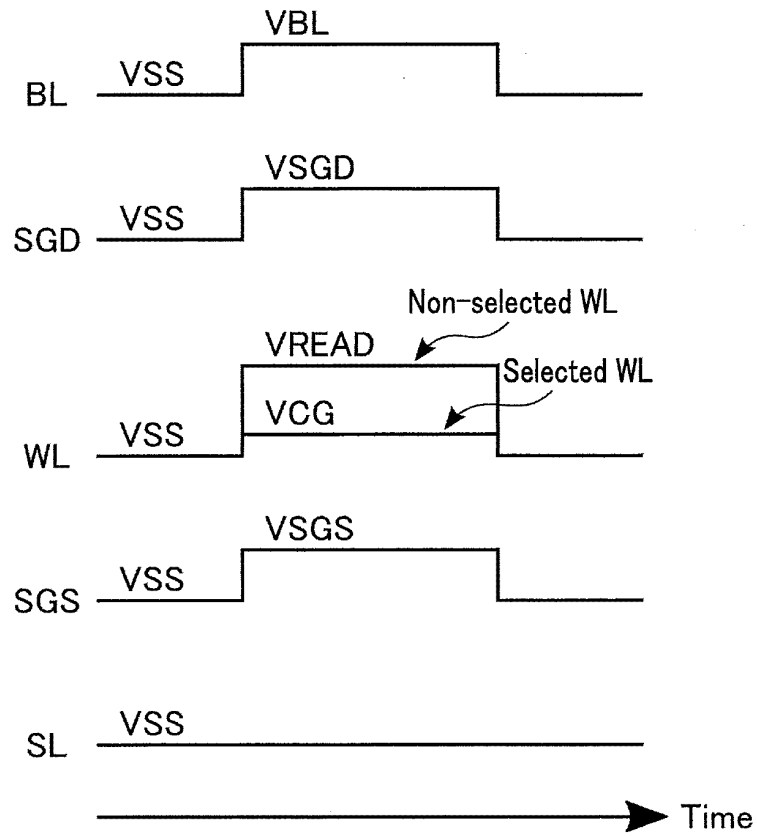 VBL
VSS
BL
VSGD
VSS
SGD
Non-selected WL
VREAD
Selected WL
VCG
VSS
WL
VSGS
VSS
SGS
VSS
SL
Time